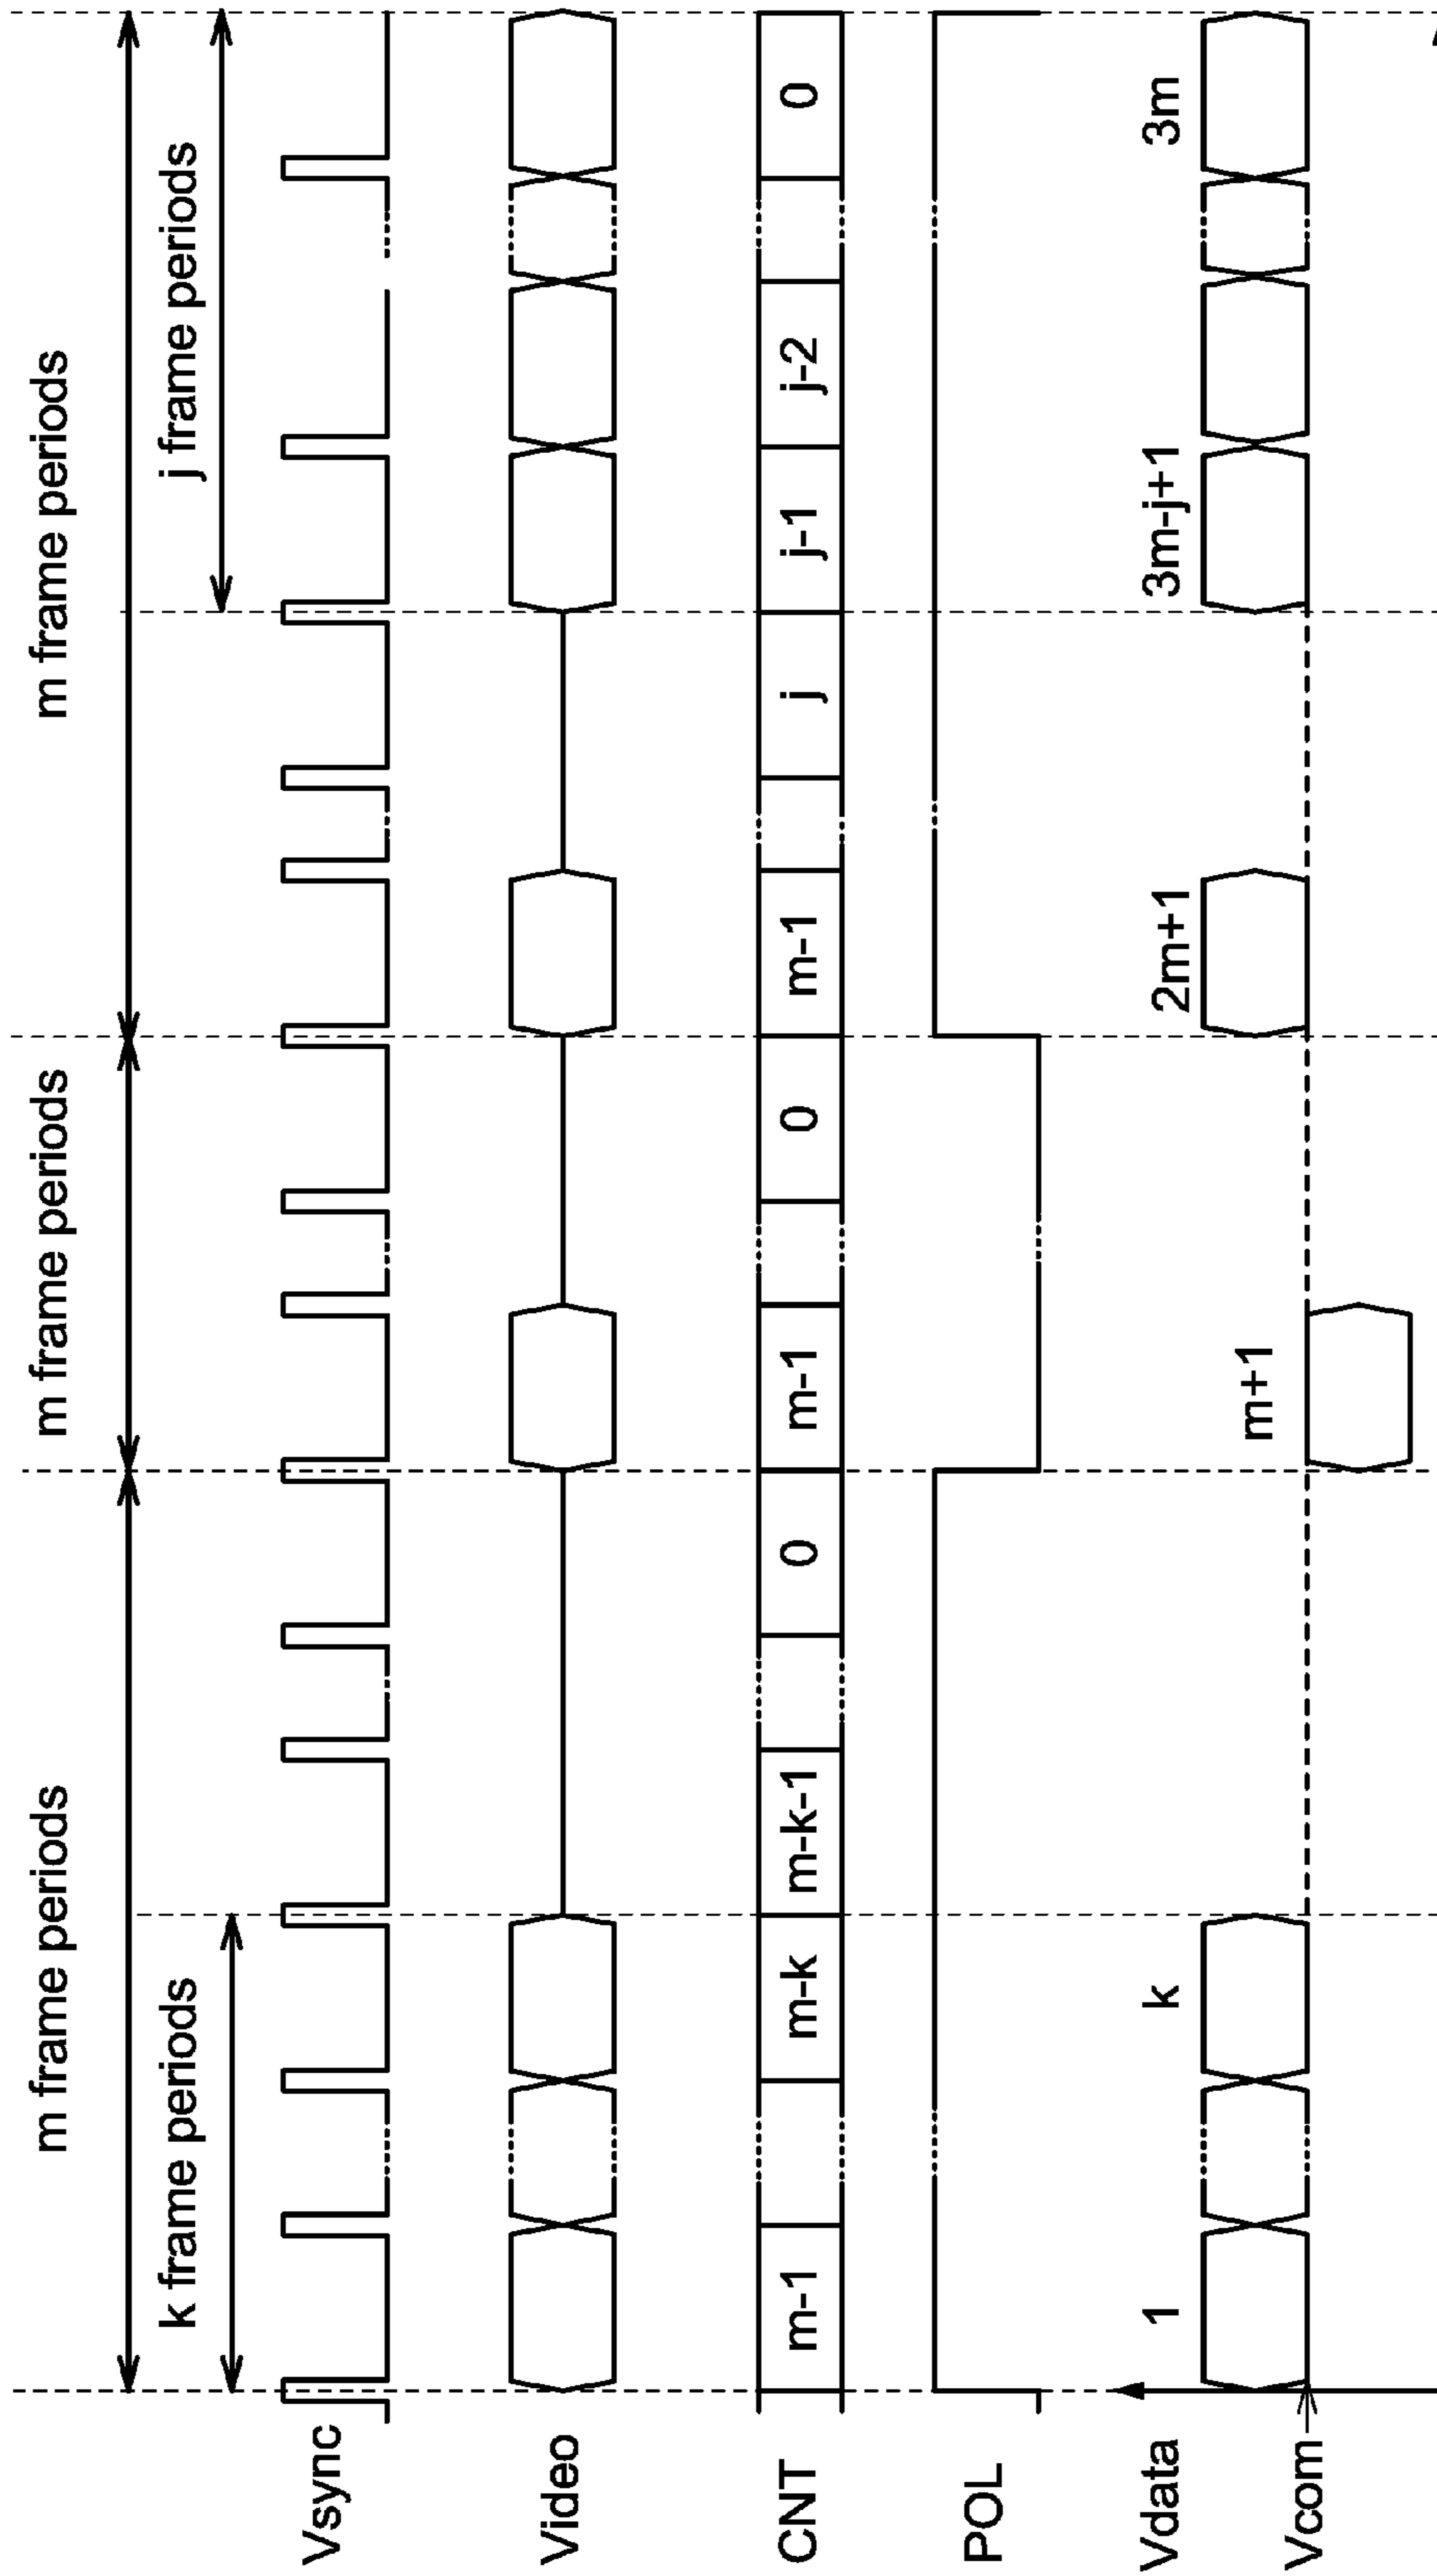 m frame periods
m frame periods
m frame periods
k frame periods
j frame periods
Vsync
Video
CNT
m-1
m-k
m-k-1
0
m-1
0
m-1
j
j-1
j-2
0
POL
Vdata
1
k
m+1
2m+1
3m-j+1
3m
Vcom